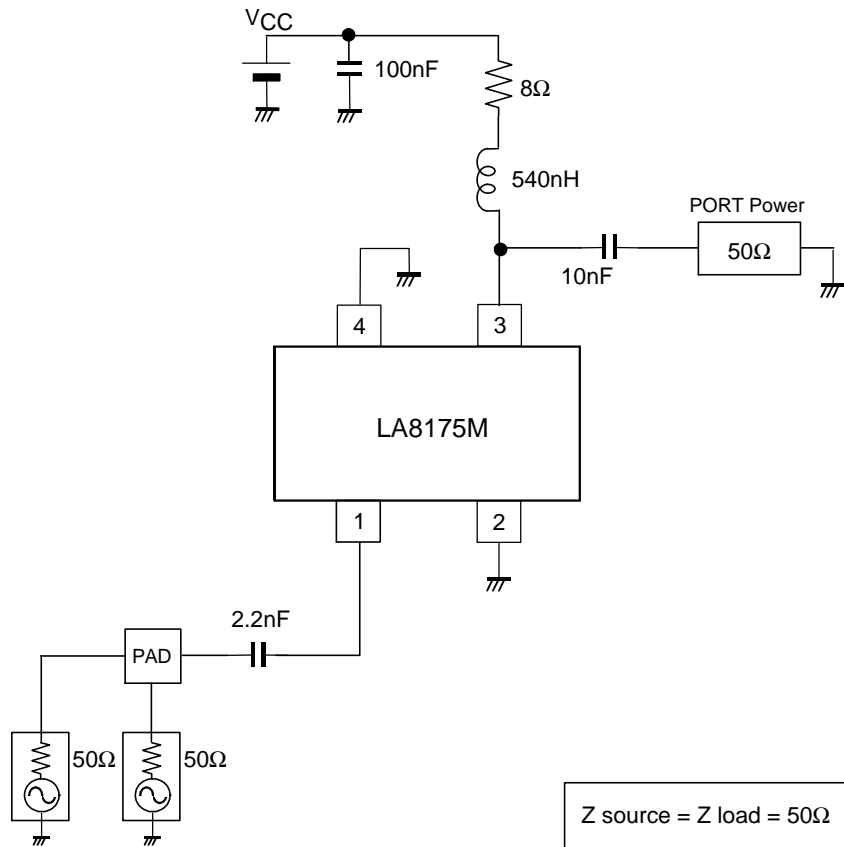 VCC
100nF
8Ω
540nH
PORT Power
50Ω
10nF
4
3
LA8175M
1
2
2.2nF
PAD
50Ω
50Ω
Z source = Z load = 50Ω